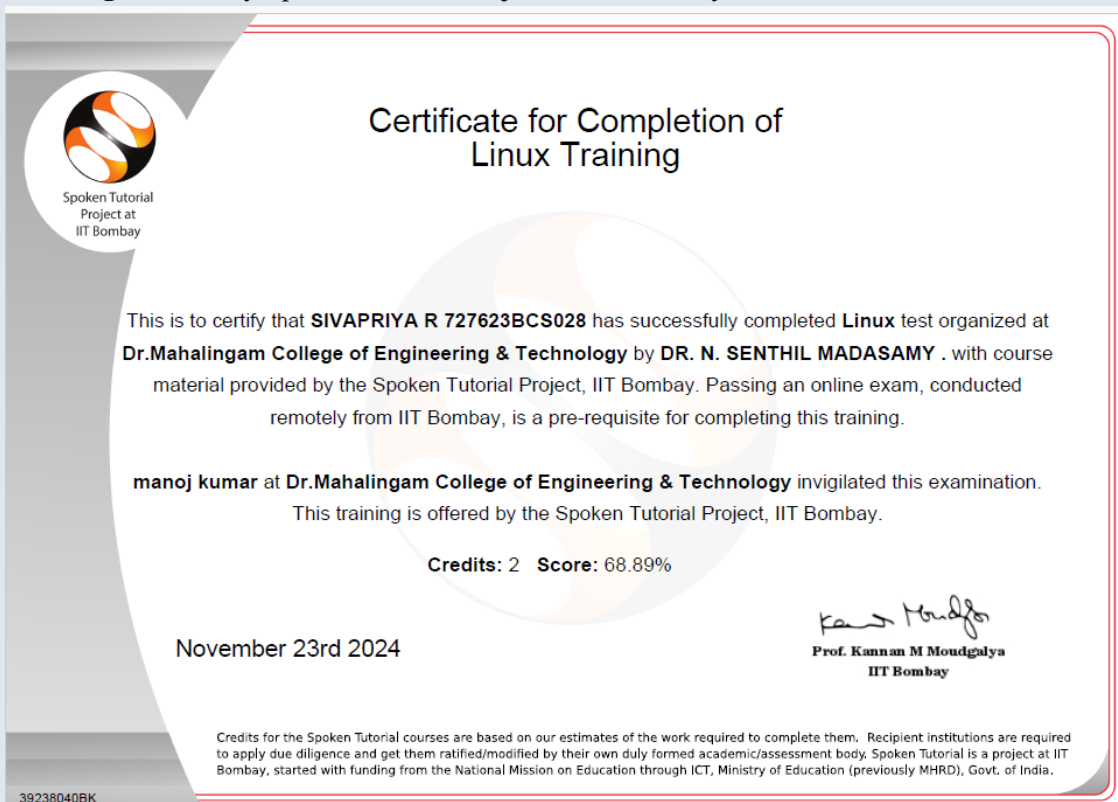 Certificate for Completion of
Linux Training
Spoken Tutorial
Project at
IIT Bombay
This is to certify that SIVAPRIYA R 727623BCS028 has successfully completed Linux test organized at
Dr.Mahalingam College of Engineering & Technology by DR. N. SENTHIL MADASAMY . with course
material provided by the Spoken Tutorial Project, IIT Bombay. Passing an online exam, conducted
remotely from IIT Bombay, is a pre-requisite for completing this training.
manoj kumar at Dr.Mahalingam College of Engineering & Technology invigilated this examination.
This training is offered by the Spoken Tutorial Project, IIT Bombay.
Credits: 2 Score: 68.89%
November 23rd 2024
Prof. Kannan M Moudgalya
IIT Bombay
Credits for the Spoken Tutorial courses are based on our estimates of the work required to complete them. Recipient institutions are required
to apply due diligence and get them ratified/modified by their own duly formed academic/assessment body. Spoken Tutorial is a project at IIT
Bombay, started with funding from the National Mission on Education through ICT, Ministry of Education (previously MHRD), Govt. of India.
39238040BK